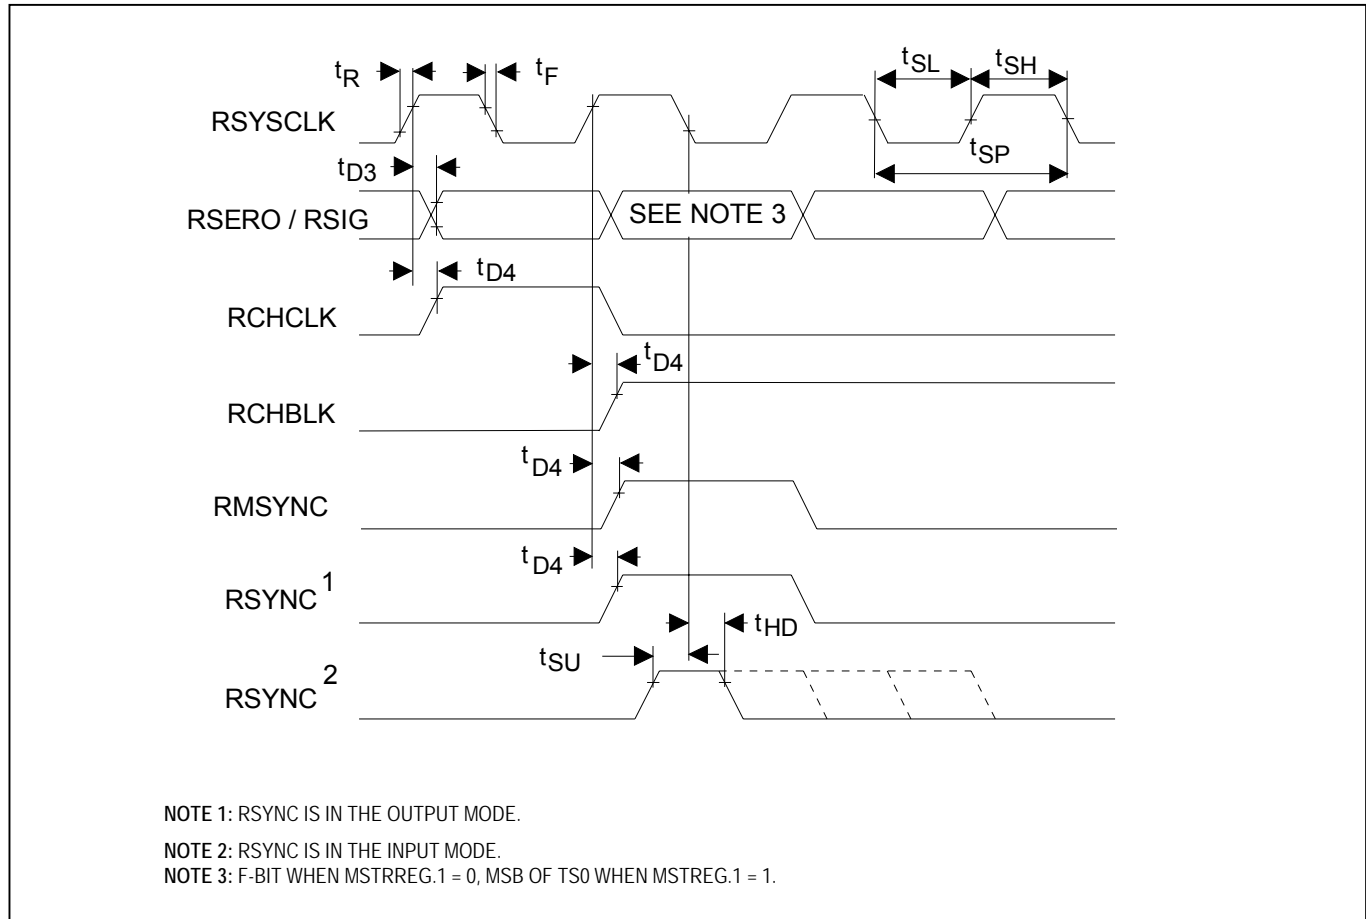 tR
tF
tSL
tSH
RSYSCLK
tSP
tD3
RSERO / RSIG
SEE NOTE 3
tD4
RCHCLK
tD4
RCHBLK
tD4
RMSYNC
tD4
RSYNC 1
tHD
tSU
RSYNC 2
NOTE 1: RSYNC IS IN THE OUTPUT MODE.
NOTE 2: RSYNC IS IN THE INPUT MODE.
NOTE 3: F-BIT WHEN MSTRREG.1 = 0, MSB OF TS0 WHEN MSTREG.1 = 1.